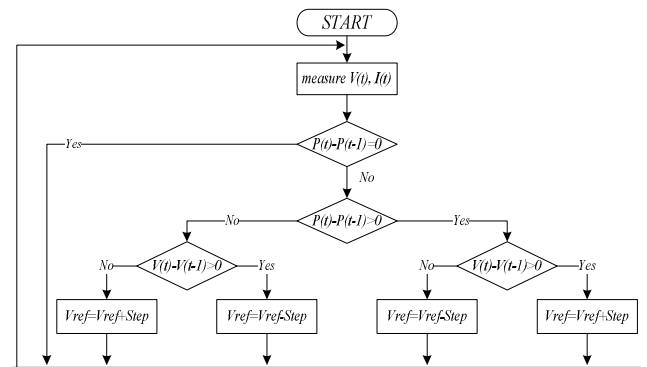 START
measure V(t), I(t)
P(t)-P(t-1)=0
Yes
No
P(t)-P(t-1)>0
No
Yes
V(t)-V(t-1)>0
No
Yes
V(t)-V(t-1)>0
No
Yes
Vref=Vref+Step
Vref=Vref-Step
Vref=Vref-Step
Vref=Vref+Step